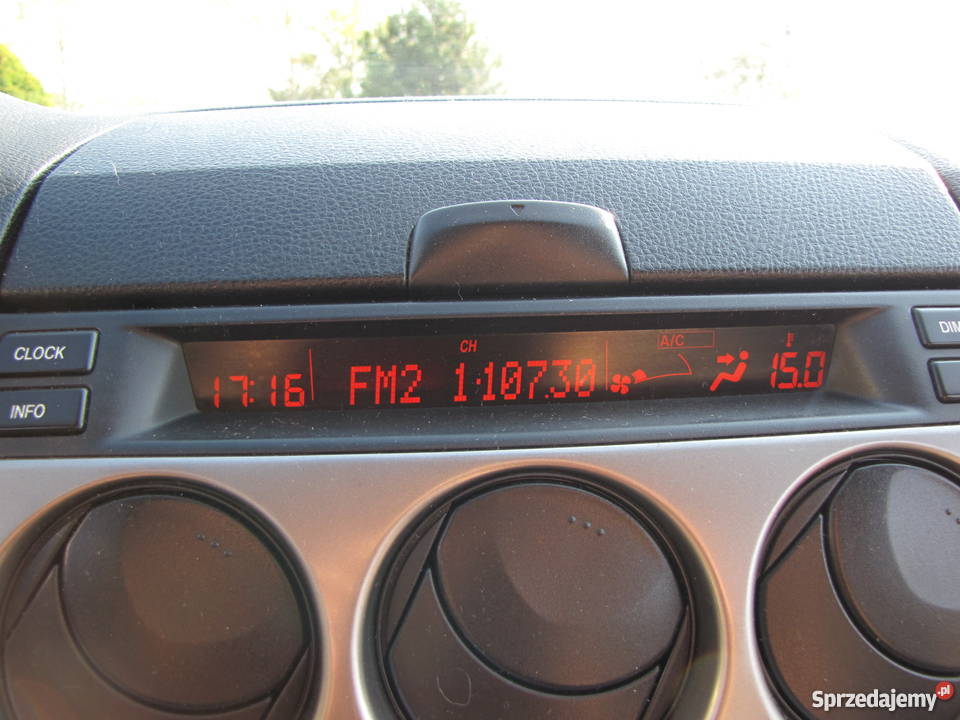 CLOCK
INFO
17:16
CH
FM2 1:107.30
A/C
15.0
DIM
Sprzedajemy.pl